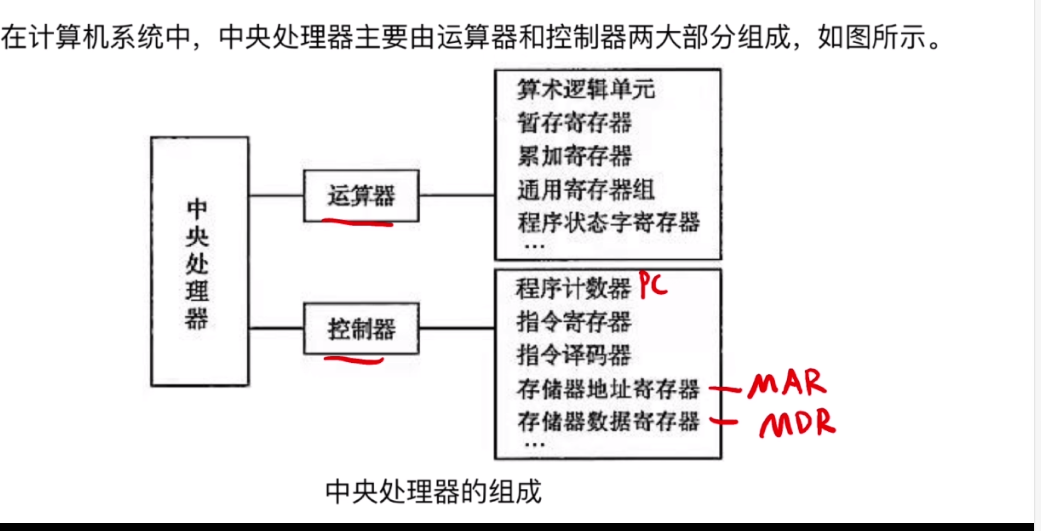 在计算机系统中，中央处理器主要由运算器和控制器两大部分组成，如图所示。
中央处理器
运算器
算术逻辑单元
暂存寄存器
累加寄存器
通用寄存器组
程序状态字寄存器
…
控制器
程序计数器 PC
指令寄存器
指令译码器
存储器地址寄存器 — MAR
存储器数据寄存器 — MDR
…
中央处理器的组成